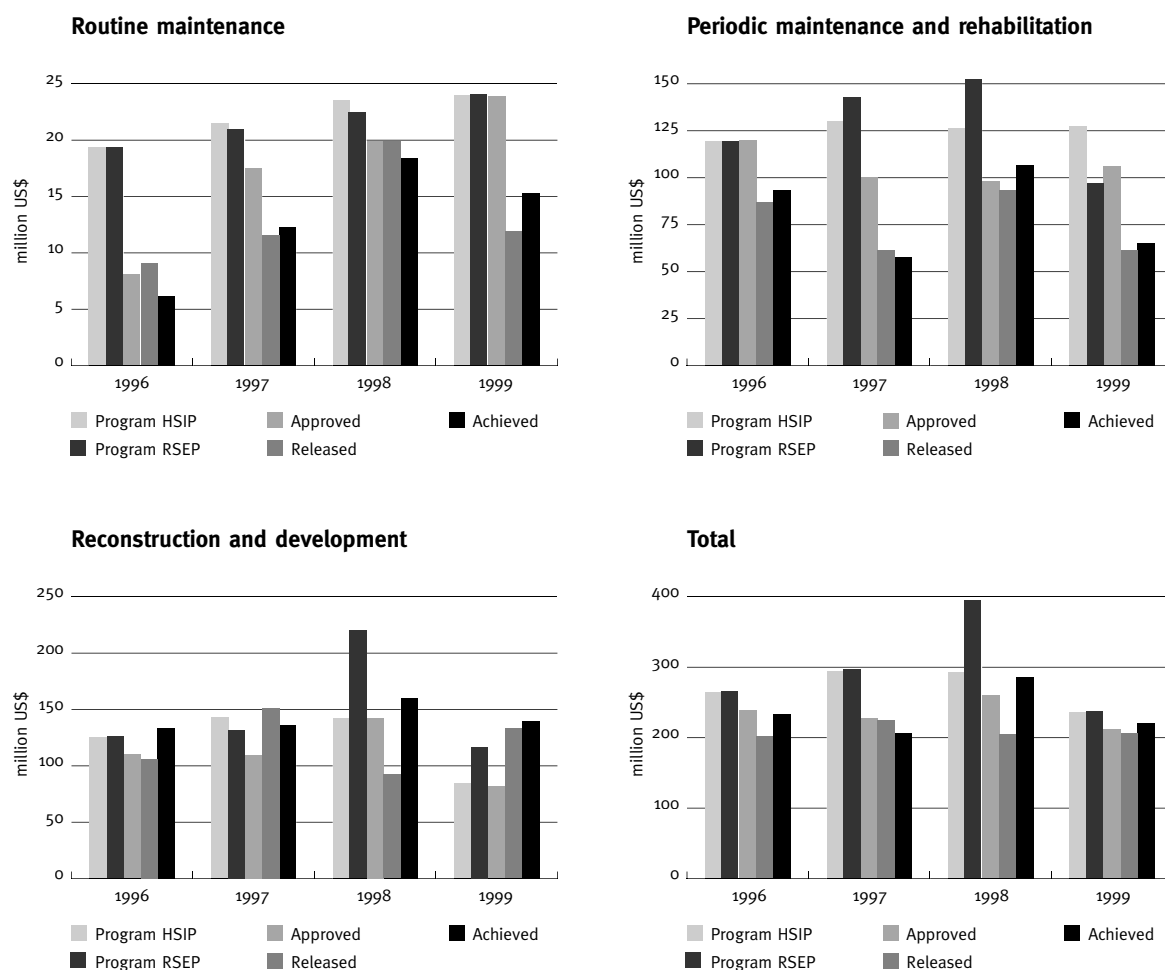 Routine maintenance
million US$
25
20
15
10
5
0
1996 1997 1998 1999
Program HSIP Approved Achieved
Program RSEP Released
Periodic maintenance and rehabilitation
million US$
150
125
100
75
50
25
0
1996 1997 1998 1999
Program HSIP Approved Achieved
Program RSEP Released
Reconstruction and development
million US$
250
200
150
100
50
0
1996 1997 1998 1999
Program HSIP Approved Achieved
Program RSEP Released
Total
million US$
400
300
200
100
0
1996 1997 1998 1999
Program HSIP Approved Achieved
Program RSEP Released